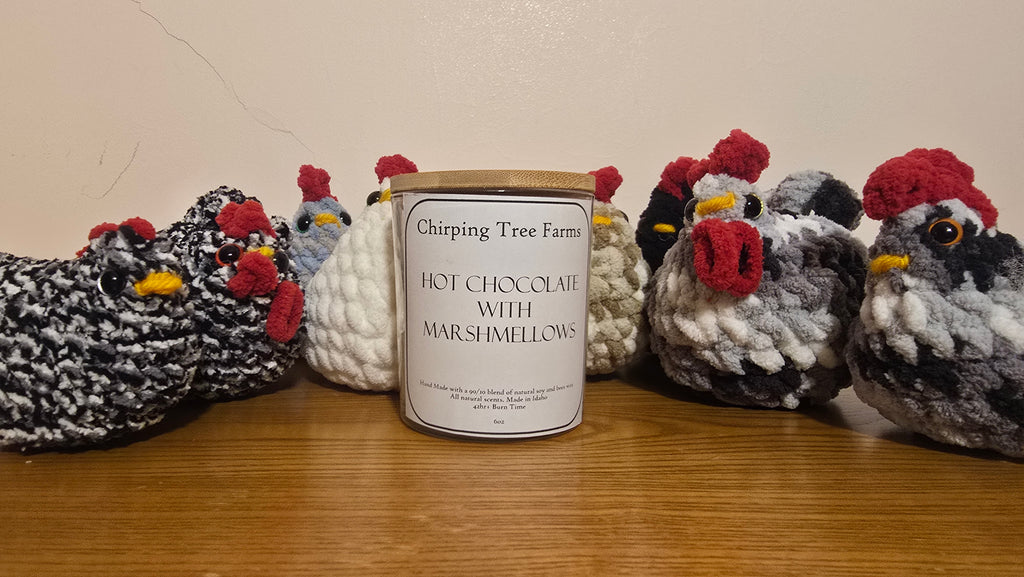 Chirping Tree Farms
HOT CHOCOLATE
WITH
MARSHMELLOWS
Hand Made with a 90/10 blend of natural soy and bees wax
All natural scents. Made in Idaho
42hrs Burn Time
6oz